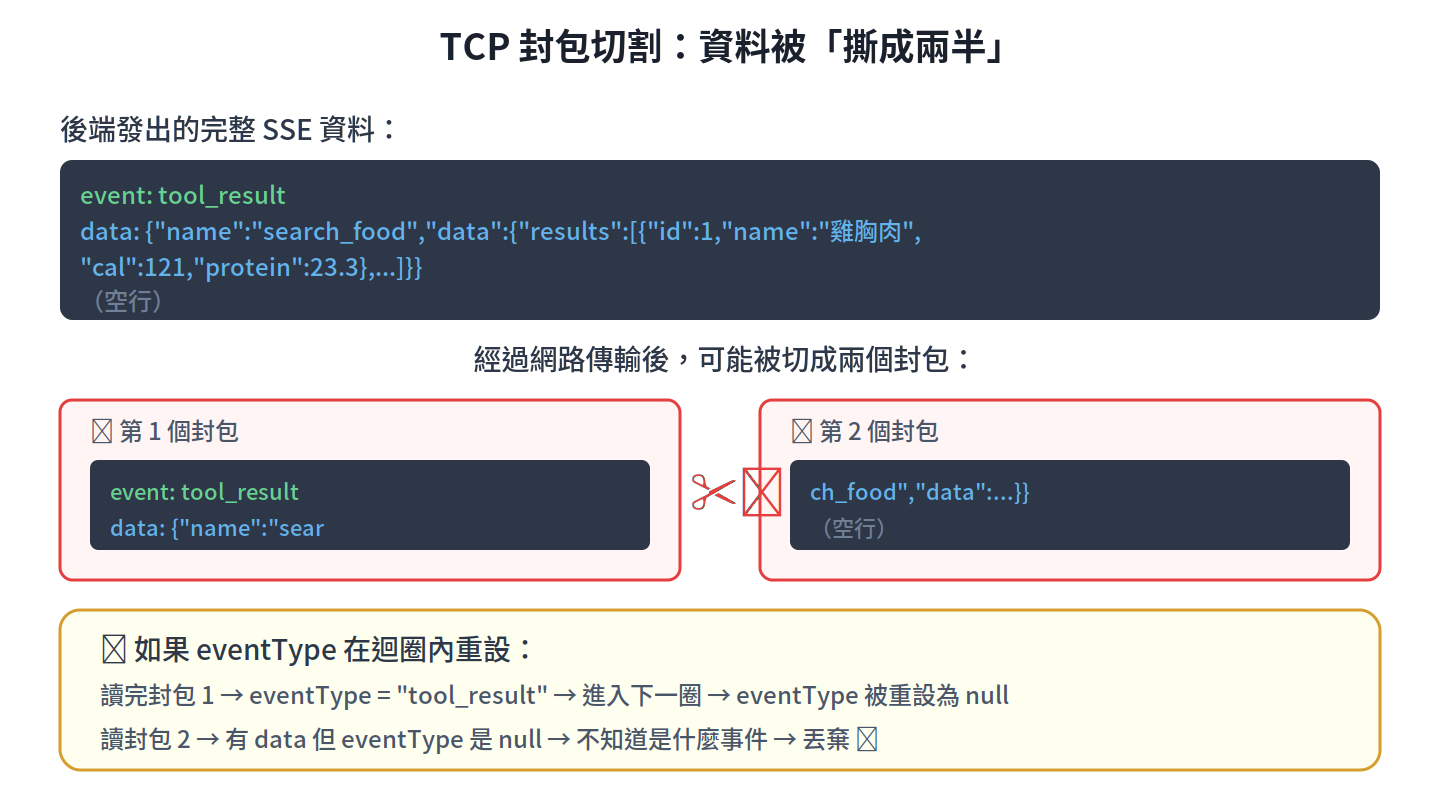 TCP 封包切割：資料被「撕成兩半」
後端發出的完整 SSE 資料：
event: tool_result
data: {"name":"search_food","data":{"results":[{"id":1,"name":"雞胸肉",
"cal":121,"protein":23.3},...]}}
（空行）
經過網路傳輸後，可能被切成兩個封包：
第 1 個封包
event: tool_result
data: {"name":"sear
第 2 個封包
ch_food","data":...}}
（空行）
如果 eventType 在迴圈內重設：
讀完封包 1 → eventType = "tool_result" → 進入下一圈 → eventType 被重設為 null
讀封包 2 → 有 data 但 eventType 是 null → 不知道是什麼事件 → 丟棄